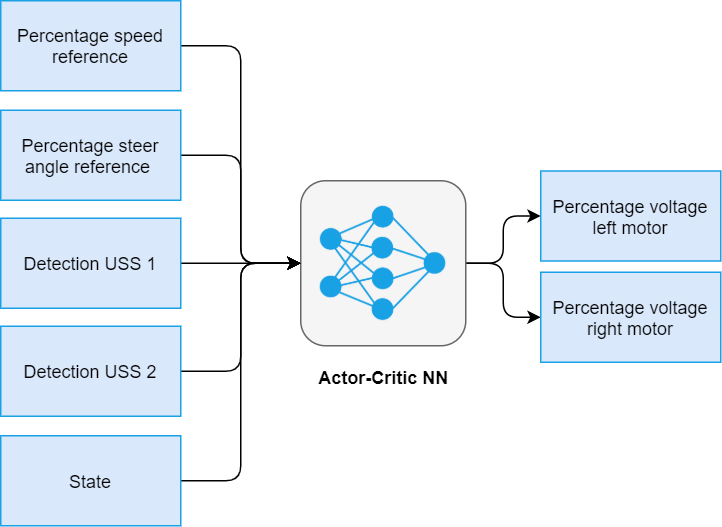 Percentage speed
reference
Percentage steer
angle reference
Detection USS 1
Detection USS 2
State
Actor-Critic NN
Percentage voltage
left motor
Percentage voltage
right motor